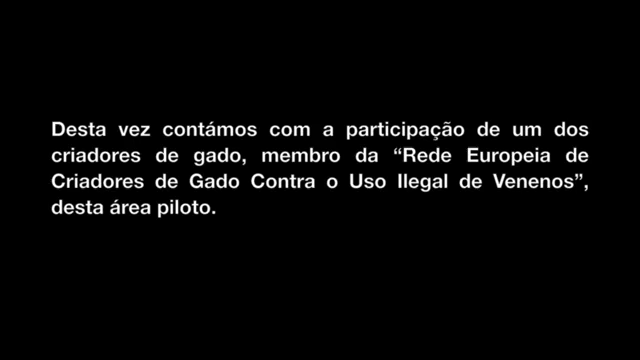 Desta vez contámos com a participação de um dos
criadores de gado, membro da “Rede Europeia de
Criadores de Gado Contra o Uso Ilegal de Venenos”,
desta área piloto.